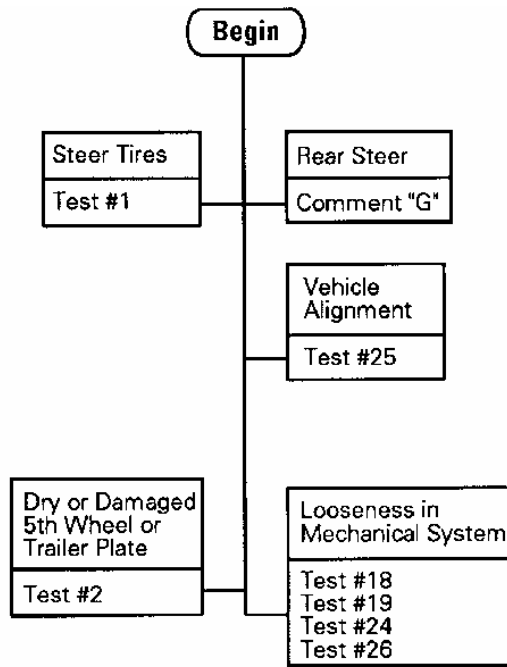 Begin
Steer Tires
Test #1
Rear Steer
Comment "G"
Vehicle
Alignment
Test #25
Dry or Damaged
5th Wheel or
Trailer Plate
Test #2
Looseness in
Mechanical System
Test #18
Test #19
Test #24
Test #26